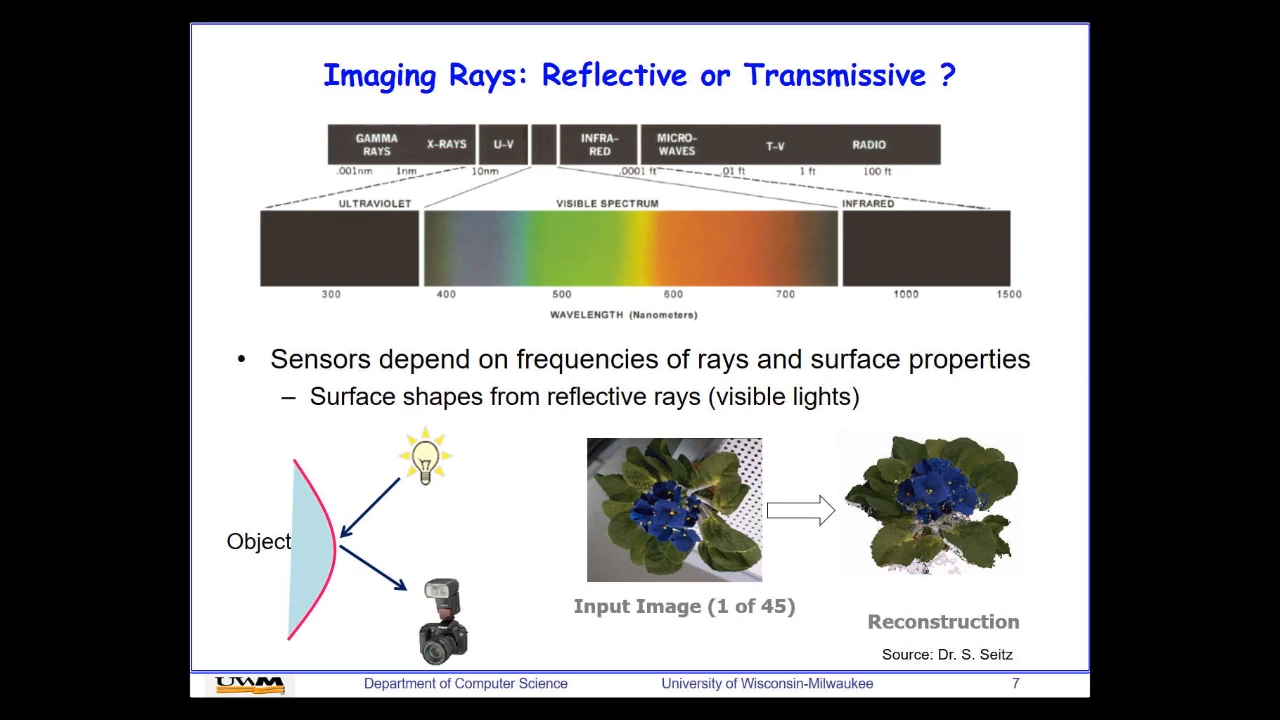 Imaging Rays: Reflective or Transmissive ?
GAMMA RAYS X-RAYS U-V INFRA-RED MICRO-WAVES T-V RADIO
.001nm 1nm 10nm .0001 ft .01 ft 1 ft 100 ft
ULTRAVIOLET VISIBLE SPECTRUM INFRARED
300 400 500 600 700 1000 1500
WAVELENGTH (Nanometers)
• Sensors depend on frequencies of rays and surface properties
– Surface shapes from reflective rays (visible lights)
Object
Input Image (1 of 45)
Reconstruction
Source: Dr. S. Seitz
UWM Department of Computer Science University of Wisconsin-Milwaukee 7